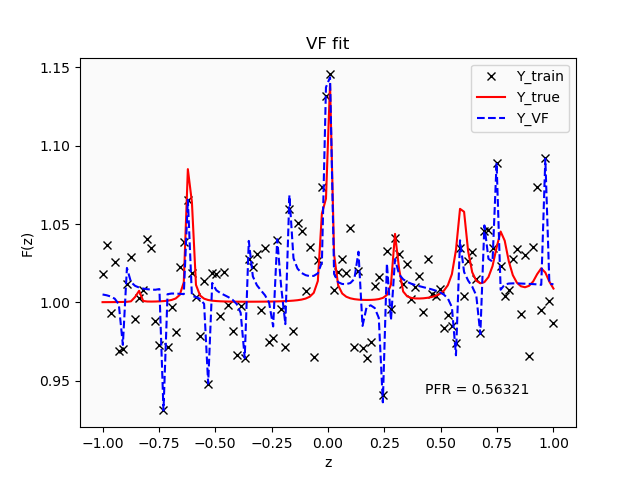 VF fit
Y_train
Y_true
Y_VF
1.15
1.10
1.05
1.00
0.95
F(z)
PFR = 0.56321
−1.00 −0.75 −0.50 −0.25 0.00 0.25 0.50 0.75 1.00
z